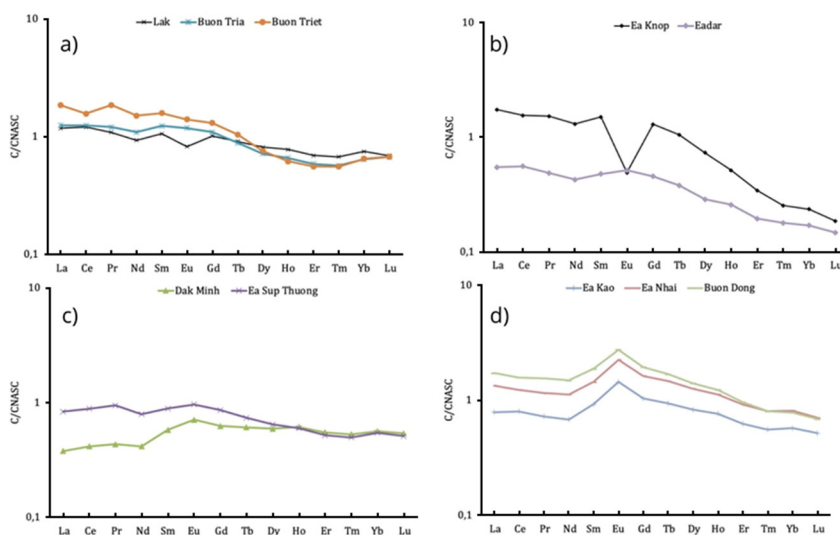 a)
Lak Buon Tria Buon Triet
10
1
0,1
C/CNASC
La Ce Pr Nd Sm Eu Gd Tb Dy Ho Er Tm Yb Lu
b)
Ea Knop Eadar
10
1
0,1
C/CNASC
La Ce Pr Nd Sm Eu Gd Tb Dy Ho Er Tm Yb Lu
c)
Dak Minh Ea Sup Thuong
10
1
0,1
C/CNASC
La Ce Pr Nd Sm Eu Gd Tb Dy Ho Er Tm Yb Lu
d)
Ea Kao Ea Nhai Buon Dong
10
1
0,1
C/CNASC
La Ce Pr Nd Sm Eu Gd Tb Dy Ho Er Tm Yb Lu